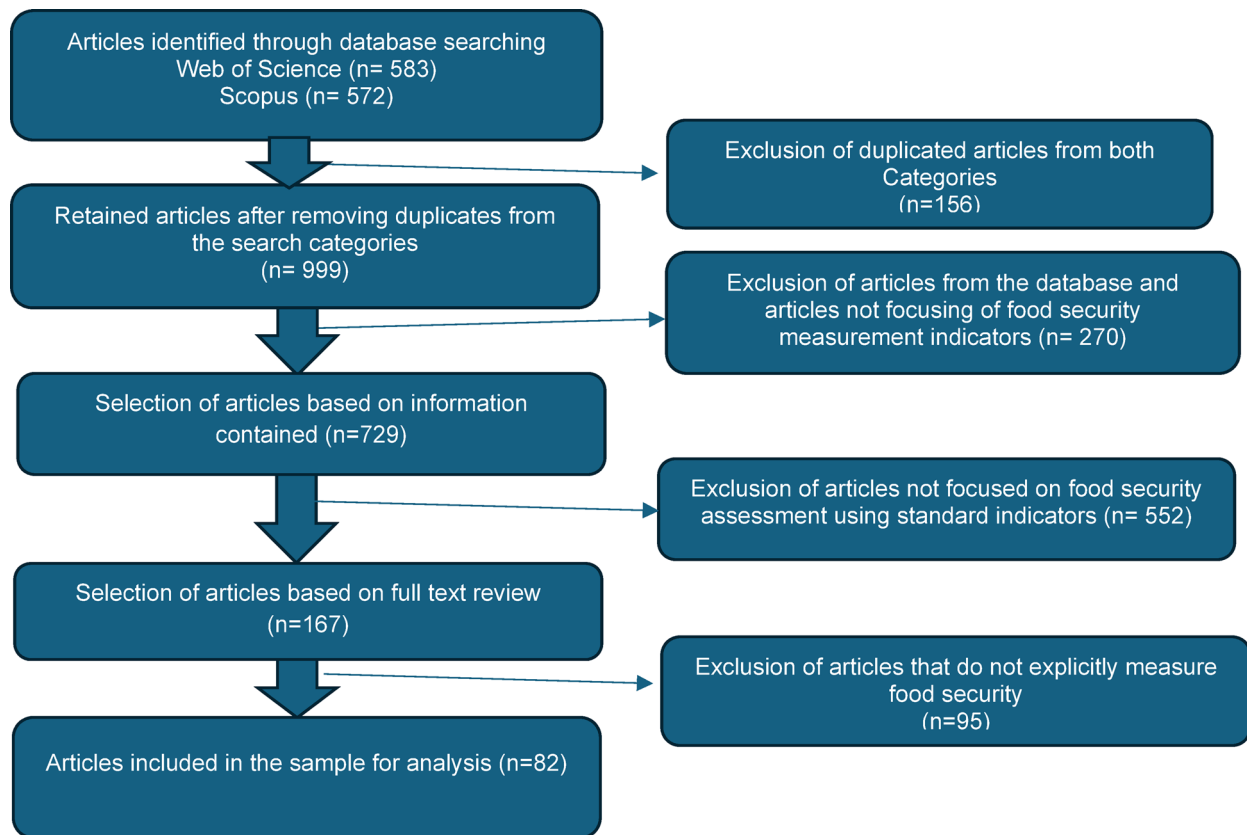 Articles identified through database searching
Web of Science (n= 583)
Scopus (n= 572)
Exclusion of duplicated articles from both
Categories
(n=156)
Retained articles after removing duplicates from
the search categories
(n= 999)
Exclusion of articles from the database and
articles not focusing of food security
measurement indicators (n= 270)
Selection of articles based on information
contained (n=729)
Exclusion of articles not focused on food security
assessment using standard indicators (n= 552)
Selection of articles based on full text review
(n=167)
Exclusion of articles that do not explicitly measure
food security
(n=95)
Articles included in the sample for analysis (n=82)